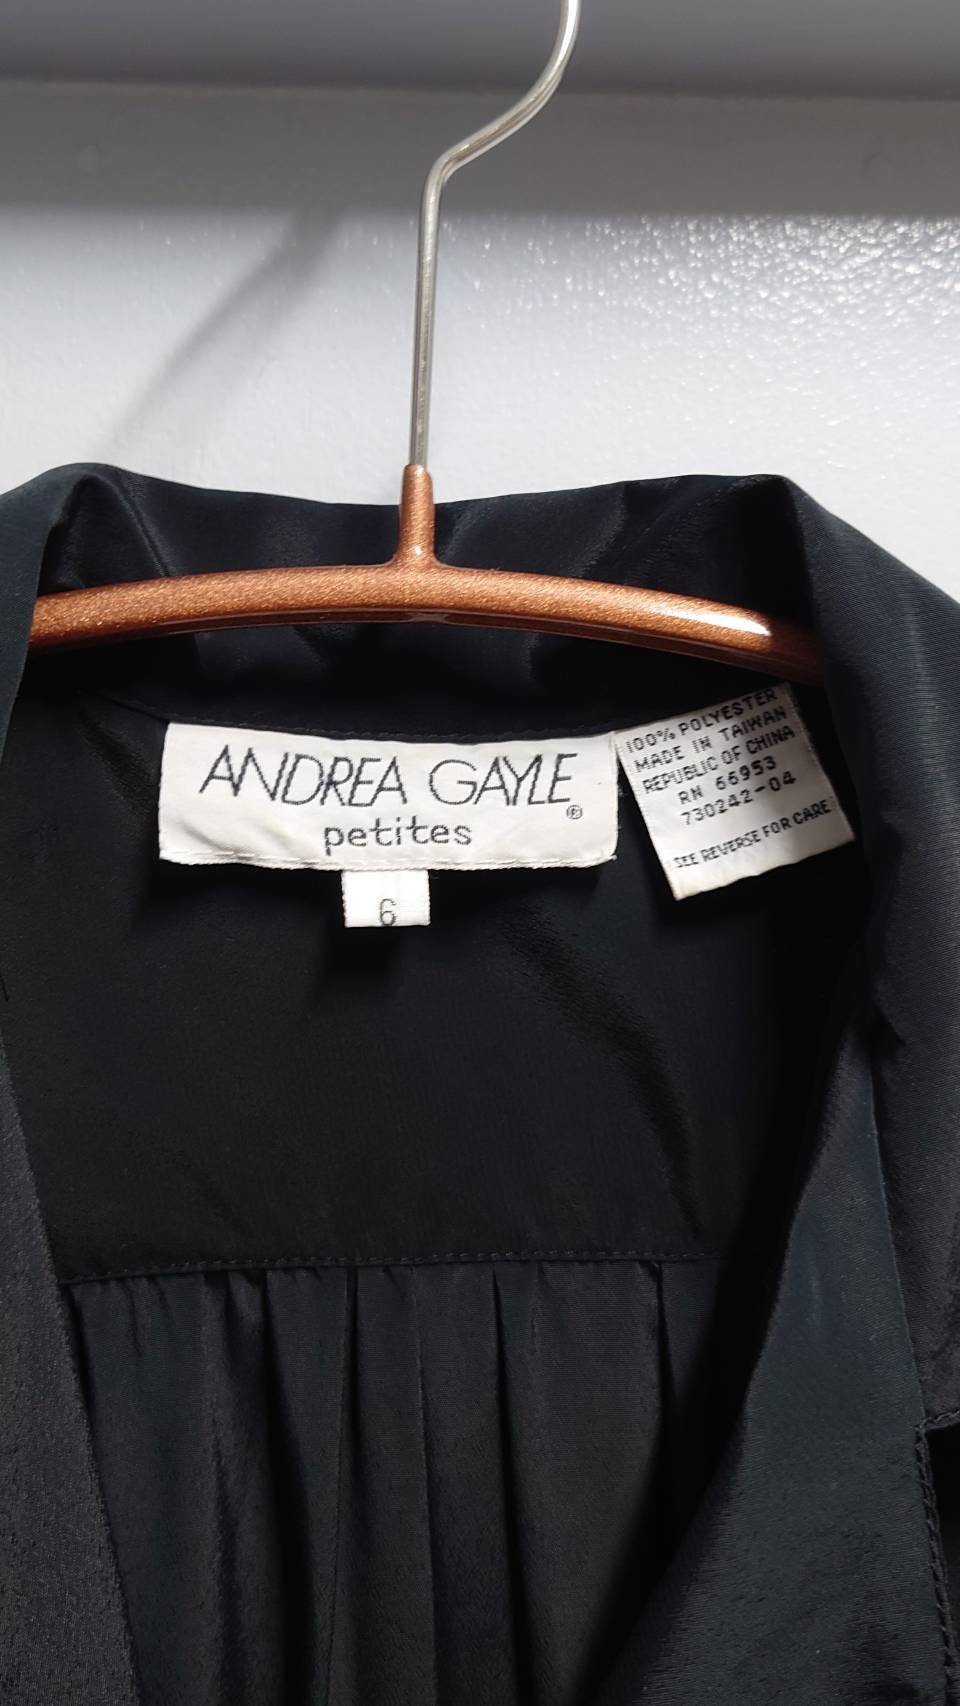 ANDREA GAYLE
®
petites
6
100% POLYESTER
MADE IN TAIWAN
REPUBLIC OF CHINA
RN 66953
730242-04
SEE REVERSE FOR CARE